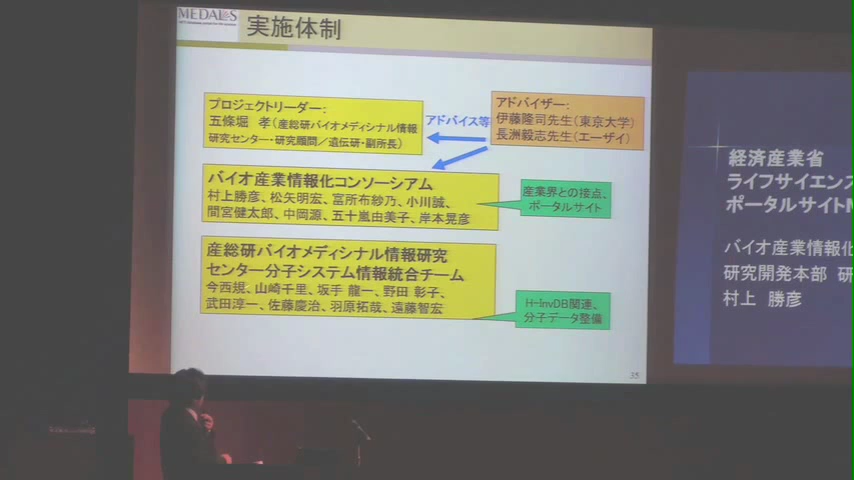 MEDALS
実施体制
プロジェクトリーダー:
五條堀 孝(産総研バイオメディシナル情報
研究センター・研究顧問/遺伝研・副所長)
アドバイス等
アドバイザー:
伊藤隆司先生(東京大学)
長洲毅志先生(エーザイ)
バイオ産業情報化コンソーシアム
村上勝彦、松矢明宏、富所布紗乃、小川誠、
間宮健太郎、中岡源、五十嵐由美子、岸本晃彦
産業界との接点、
ポータルサイト
産総研バイオメディシナル情報研究
センター分子システム情報統合チーム
今西規、山崎千里、坂手 龍一、野田 彰子、
武田淳一、佐藤慶治、羽原拓哉、遠藤智宏
H-InvDB関連、
分子データ整備
35
経済産業省
ライフサイエンス
ポータルサイトM
バイオ産業情報化
研究開発本部 研
村上 勝彦